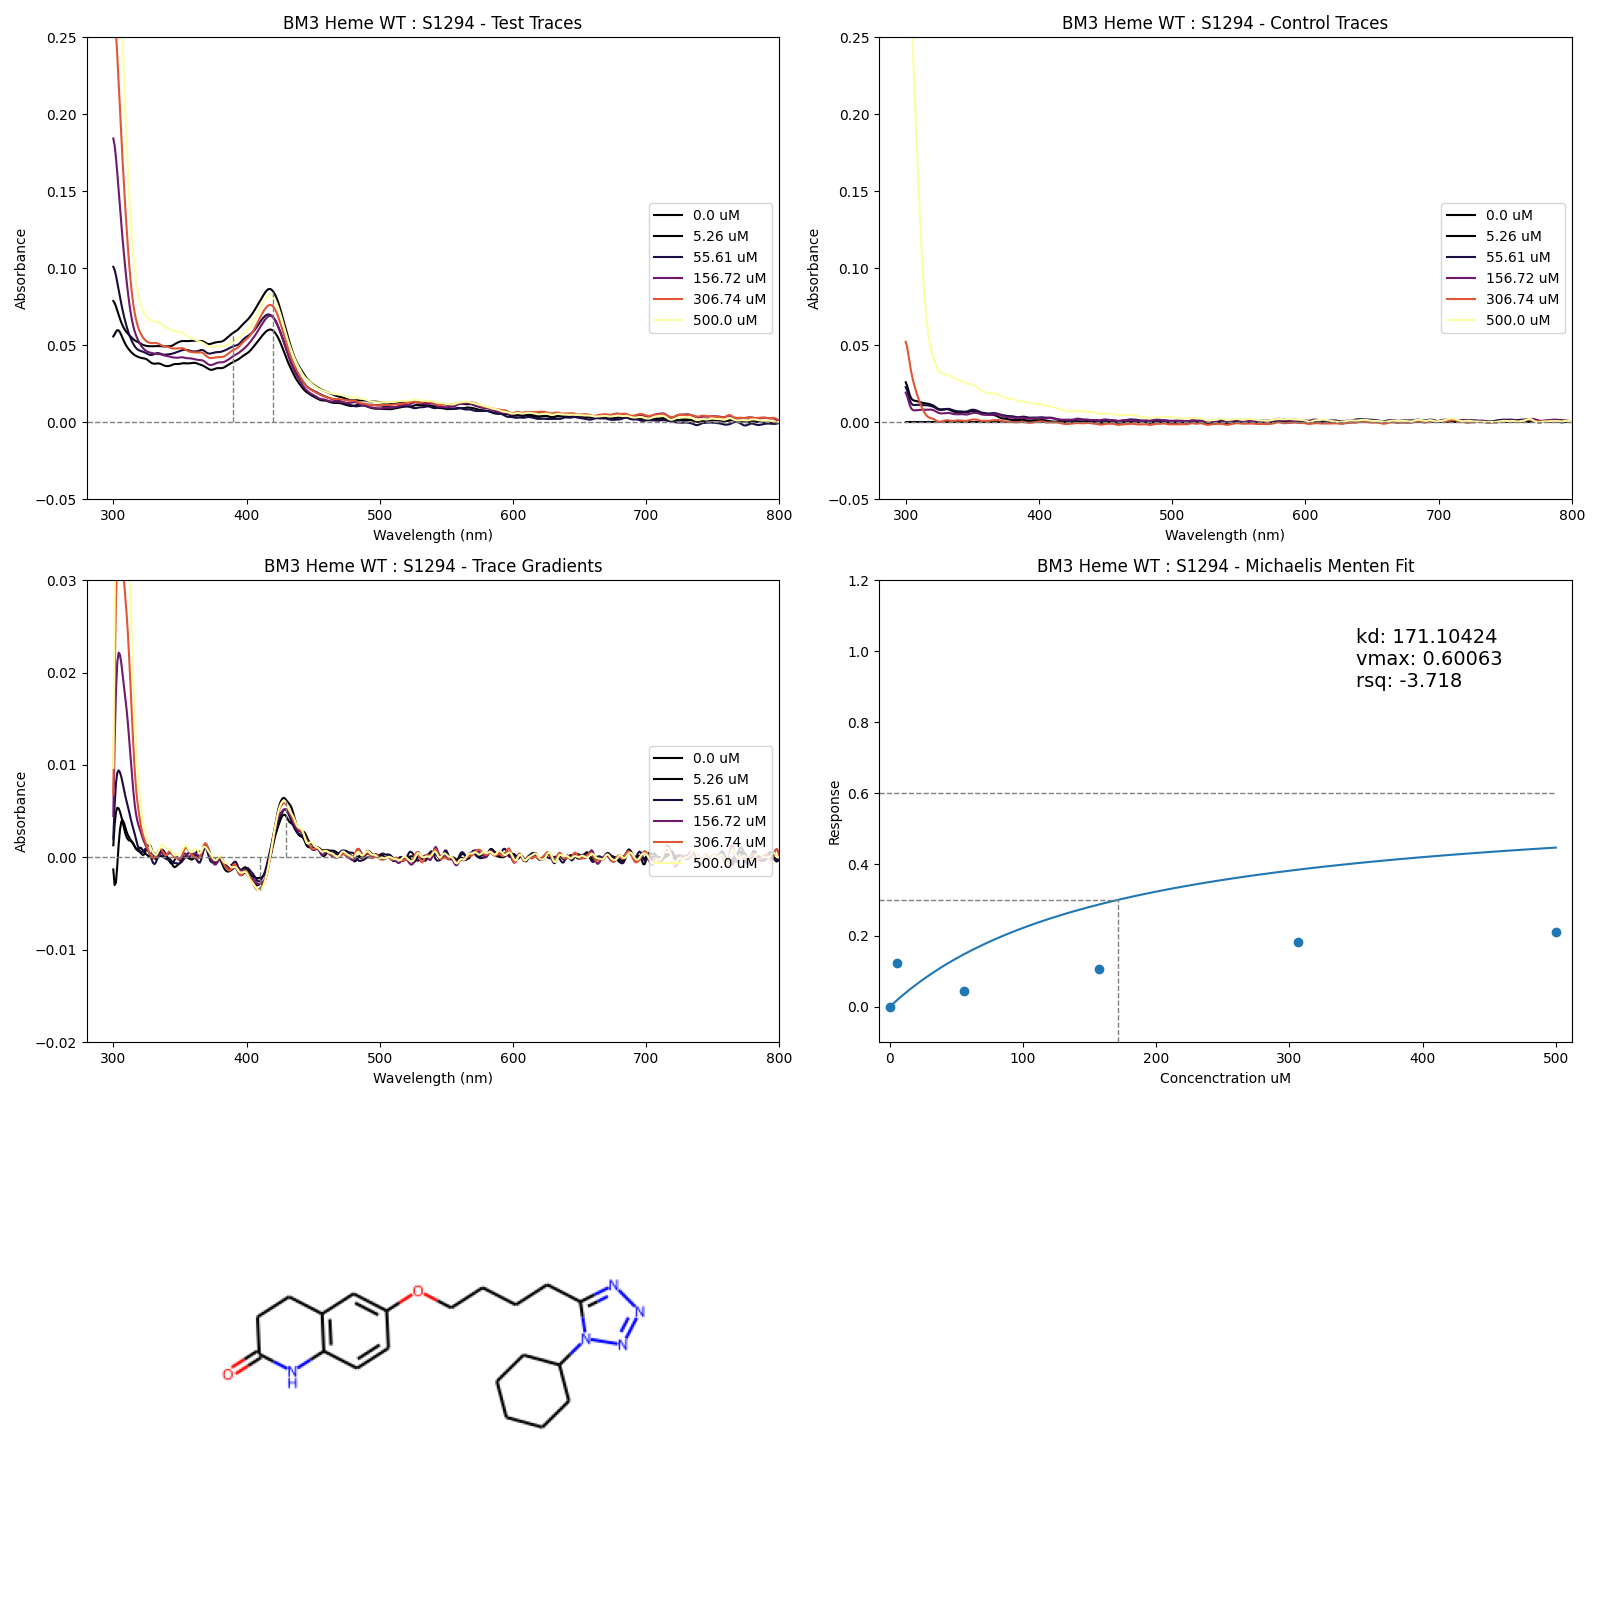 BM3 Heme WT : S1294 - Test Traces
0.25
0.20
0.15
0.10
0.05
0.00
−0.05
Absorbance
300 400 500 600 700 800
Wavelength (nm)
0.0 uM
5.26 uM
55.61 uM
156.72 uM
306.74 uM
500.0 uM
BM3 Heme WT : S1294 - Control Traces
0.25
0.20
0.15
0.10
0.05
0.00
−0.05
Absorbance
300 400 500 600 700 800
Wavelength (nm)
0.0 uM
5.26 uM
55.61 uM
156.72 uM
306.74 uM
500.0 uM
BM3 Heme WT : S1294 - Trace Gradients
0.03
0.02
0.01
0.00
−0.01
−0.02
Absorbance
300 400 500 600 700 800
Wavelength (nm)
0.0 uM
5.26 uM
55.61 uM
156.72 uM
306.74 uM
500.0 uM
BM3 Heme WT : S1294 - Michaelis Menten Fit
1.2
1.0
0.8
0.6
0.4
0.2
0.0
Response
kd: 171.10424
vmax: 0.60063
rsq: -3.718
0 100 200 300 400 500
Concenctration uM
O
N
H
O
N
N
N
N